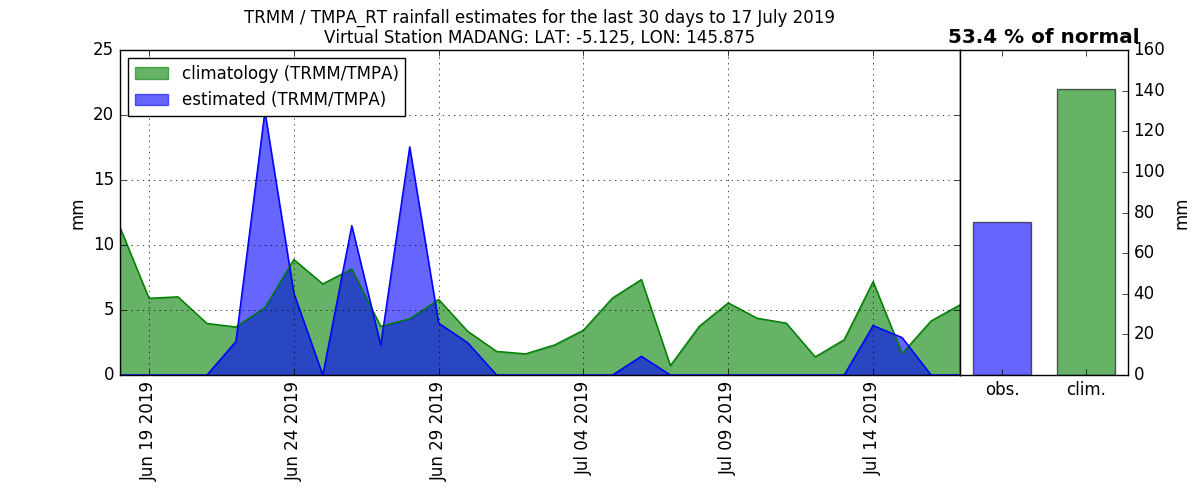 TRMM / TMPA_RT rainfall estimates for the last 30 days to 17 July 2019
Virtual Station MADANG: LAT: -5.125, LON: 145.875
53.4 % of normal
climatology (TRMM/TMPA)
estimated (TRMM/TMPA)
mm
25
20
15
10
5
0
Jun 19 2019
Jun 24 2019
Jun 29 2019
Jul 04 2019
Jul 09 2019
Jul 14 2019
160
140
120
100
80
60
40
20
0
mm
obs.
clim.